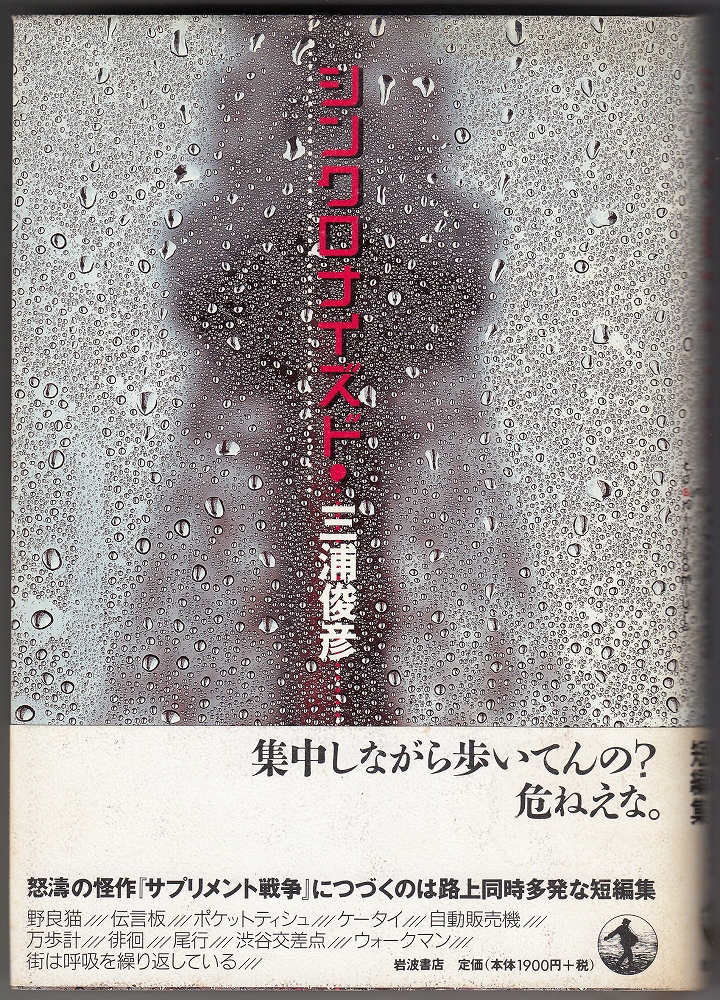 シンクロナイズド・
三浦俊彦
集中しながら歩いてんの?
危ねえな。
怒濤の怪作『サプリメント戦争』につづくのは路上同時多発な短編集
野良猫///伝言板///ポケットティシュ///ケータイ///自動販売機///
万歩計///徘徊///尾行///渋谷交差点///ウォークマン///
街は呼吸を繰り返している///
岩波書店 定価(本体1900円+税)
短編集